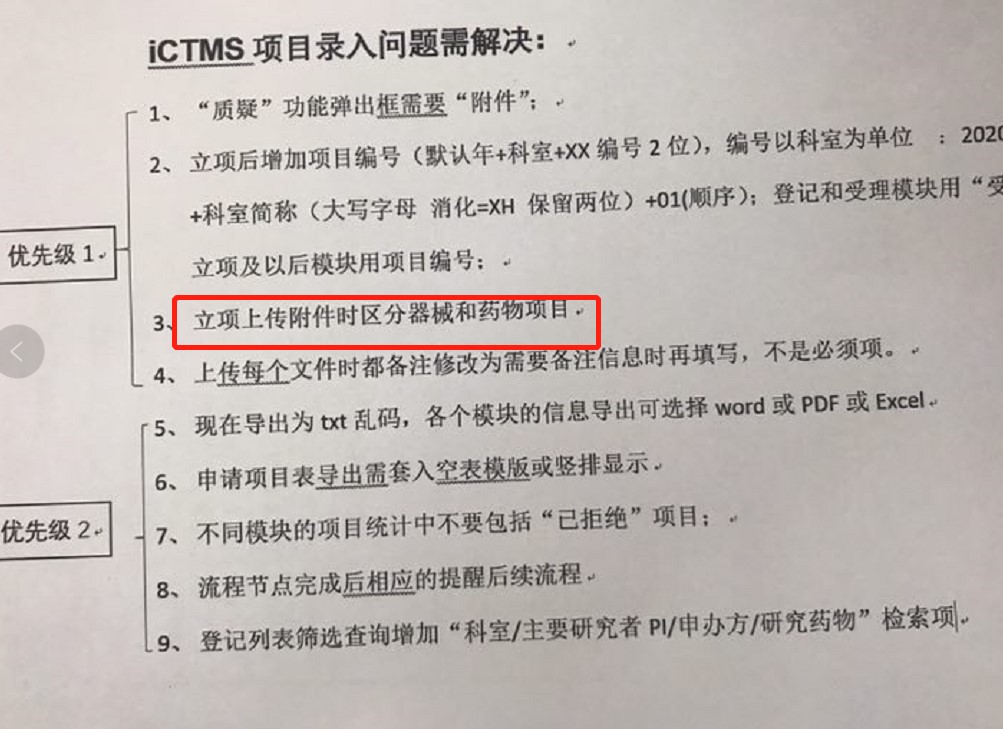 iCTMS 项目录入问题需解决：
优先级 1
1、 “质疑”功能弹出框需要“附件”；
2、 立项后增加项目编号（默认年+科室+XX 编号 2 位），编号以科室为单位 ：2020
+科室简称（大写字母 消化=XH 保留两位）+01(顺序)；登记和受理模块用“受
立项及以后模块用项目编号；
3、 立项上传附件时区分器械和药物项目
4、 上传每个文件时都备注修改为需要备注信息时再填写，不是必须项。
优先级 2
5、 现在导出为 txt 乱码，各个模块的信息导出可选择 word 或 PDF 或 Excel
6、 申请项目表导出需套入空表模版或竖排显示
7、 不同模块的项目统计中不要包括“已拒绝”项目；
8、 流程节点完成后相应的提醒后续流程
9、 登记列表筛选查询增加“科室/主要研究者 PI/申办方/研究药物”检索项